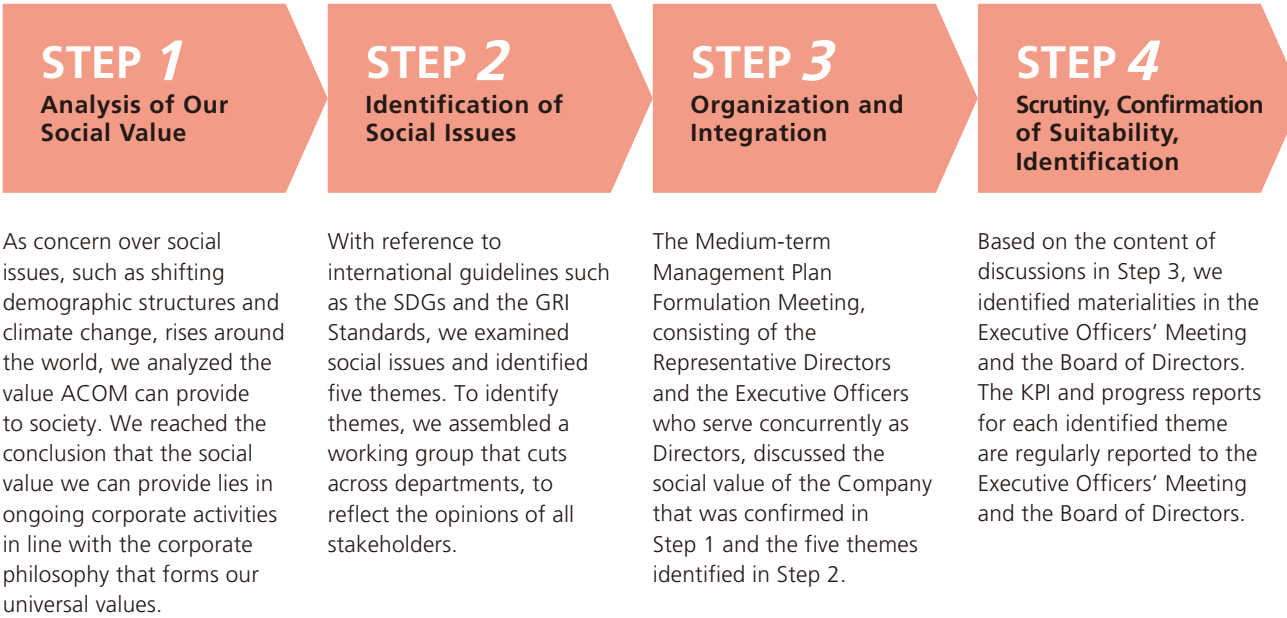 STEP 1
Analysis of Our
Social Value
As concern over social
issues, such as shifting
demographic structures and
climate change, rises around
the world, we analyzed the
value ACOM can provide
to society. We reached the
conclusion that the social
value we can provide lies in
ongoing corporate activities
in line with the corporate
philosophy that forms our
universal values.
STEP 2
Identification of
Social Issues
With reference to
international guidelines such
as the SDGs and the GRI
Standards, we examined
social issues and identified
five themes. To identify
themes, we assembled a
working group that cuts
across departments, to
reflect the opinions of all
stakeholders.
STEP 3
Organization and
Integration
The Medium-term
Management Plan
Formulation Meeting,
consisting of the
Representative Directors
and the Executive Officers
who serve concurrently as
Directors, discussed the
social value of the Company
that was confirmed in
Step 1 and the five themes
identified in Step 2.
STEP 4
Scrutiny, Confirmation
of Suitability,
Identification
Based on the content of
discussions in Step 3, we
identified materialities in the
Executive Officers’ Meeting
and the Board of Directors.
The KPI and progress reports
for each identified theme
are regularly reported to the
Executive Officers’ Meeting
and the Board of Directors.